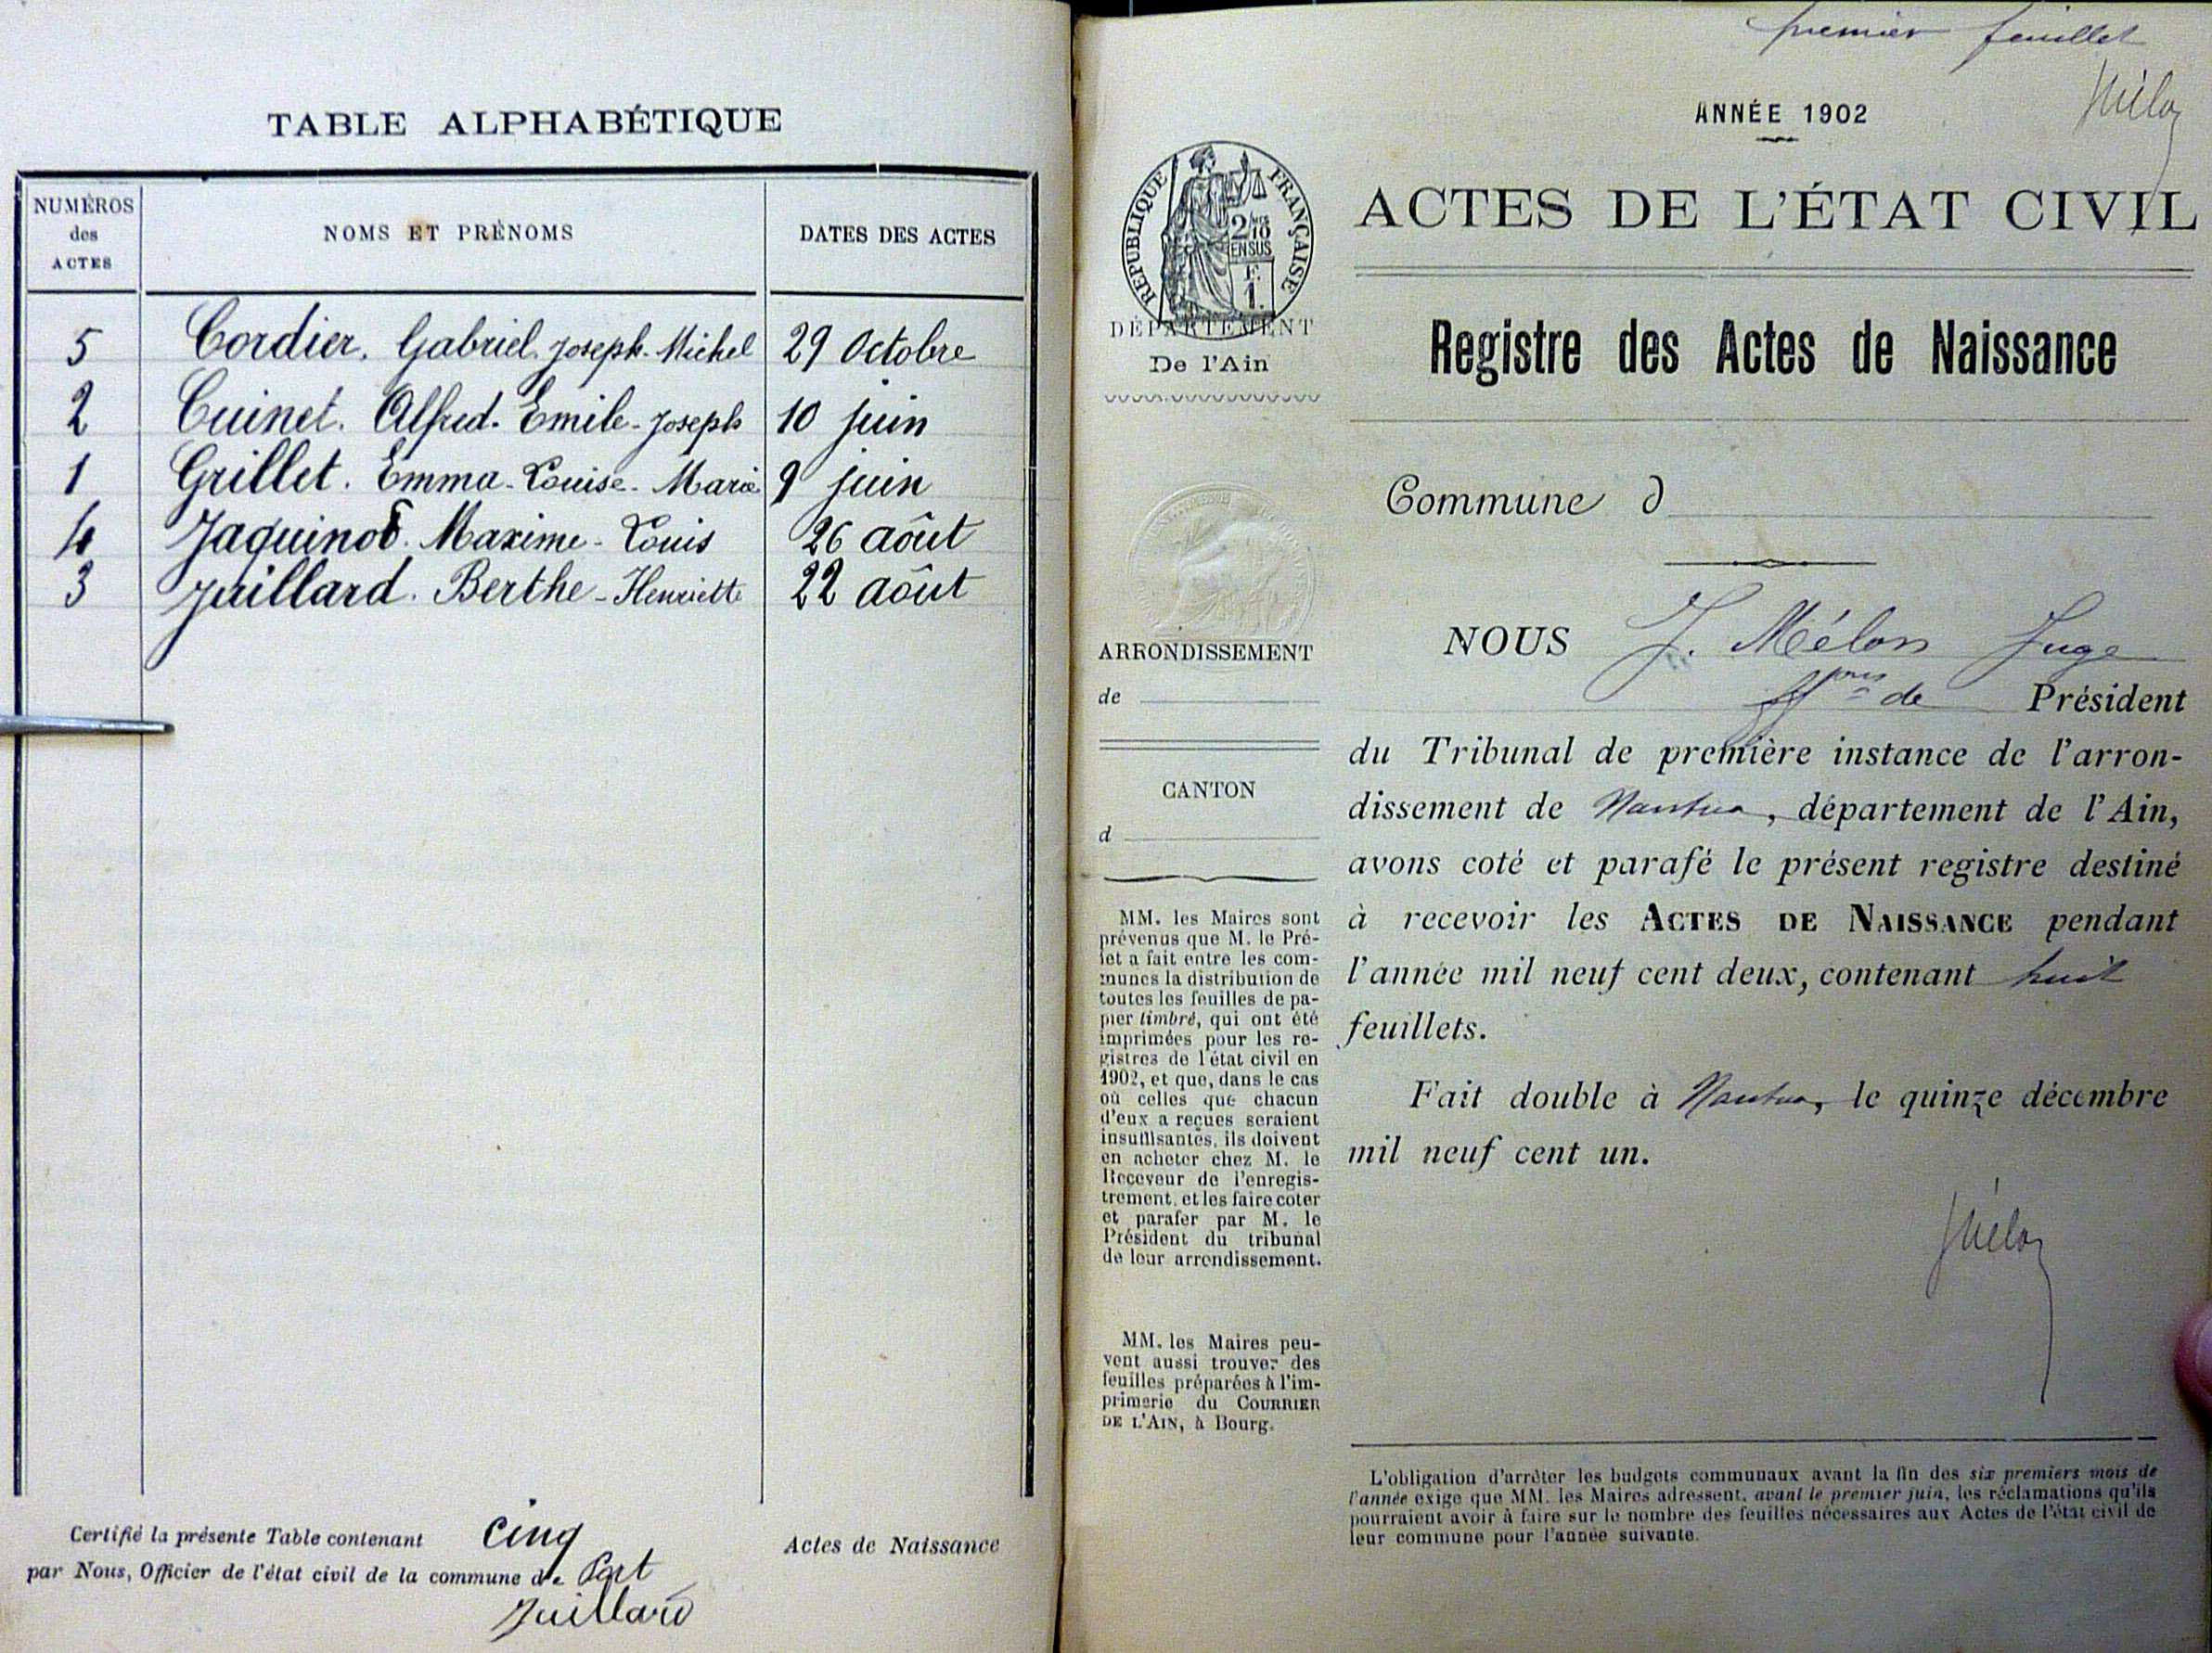 TABLE ALPHABÉTIQUE
NUMÉROS des ACTES
NOMS ET PRÉNOMS
DATES DES ACTES
5 Cordier. Gabriel. Joseph. Michel 29 Octobre
2 Cuinet. Alfred. Emile-Joseph 10 juin
1 Grillet. Emma-Louise-Marie 9 juin
4 Jaquinod. Maxime-Louis 26 aôut
3 Juillard. Berthe-Henriette 22 aôut
Certifié la présente Table contenant cinq Actes de Naissance
par Nous, Officier de l'état civil de la commune de Port
Juillard
premier feuillet
Mélon
ANNÉE 1902
RÉPUBLIQUE FRANÇAISE
2/10
EN SUS
F.
1.
ACTES DE L'ÉTAT CIVIL
DÉPARTEMENT
De l'Ain
Registre des Actes de Naissance
Commune d
ARRONDISSEMENT
de
CANTON
d
MM. les Maires sont
prévenus que M. le Pré-
fet a fait entre les com-
munes la distribution de
toutes les feuilles de pa-
pier timbré, qui ont été
imprimées pour les re-
gistres de l'état civil en
1902, et que, dans le cas
où celles que chacun
d'eux a reçues seraient
insuffisantes, ils doivent
en acheter chez M. le
Receveur de l'enregis-
trement, et les faire coter
et parafer par M. le
Président du tribunal
de leur arrondissement.
MM. les Maires peu-
vent aussi trouver des
feuilles préparées à l'im-
primerie du COURRIER
DE L'AIN, à Bourg.
NOUS J. Mélon Juge
de Président
du Tribunal de première instance de l'arron-
dissement de Nantua, département de l'Ain,
avons coté et parafé le présent registre destiné
à recevoir les ACTES DE NAISSANCE pendant
l'année mil neuf cent deux, contenant huit
feuillets.
Fait double à Nantua, le quinze décembre
mil neuf cent un.
Mélon
L'obligation d'arrêter les budgets communaux avant la fin des six premiers mois de
l'année exige que MM. les Maires adressent, avant le premier juin, les réclamations qu'ils
pourraient avoir à faire sur le nombre des feuilles nécessaires aux Actes de l'état civil de
leur commune pour l'année suivante.